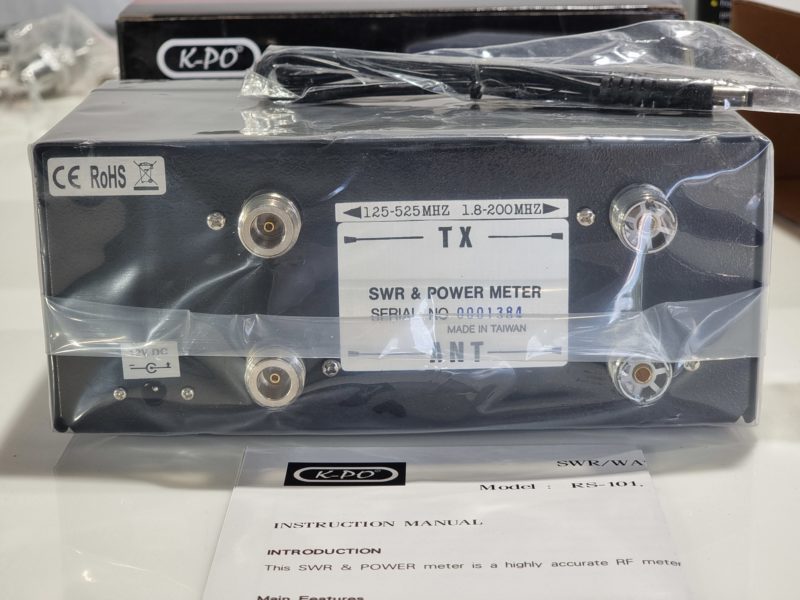 K-PO
CE RoHS
125-525MHZ 1.8-200MHZ
TX
SWR & POWER METER
SERIAL NO 0001384
MADE IN TAIWAN
ANT
12V DC
K-PO
SWR/WA
Model : RS-101.
INSTRUCTION MANUAL
INTRODUCTION
This SWR & POWER meter is a highly accurate RF meter
Main Features